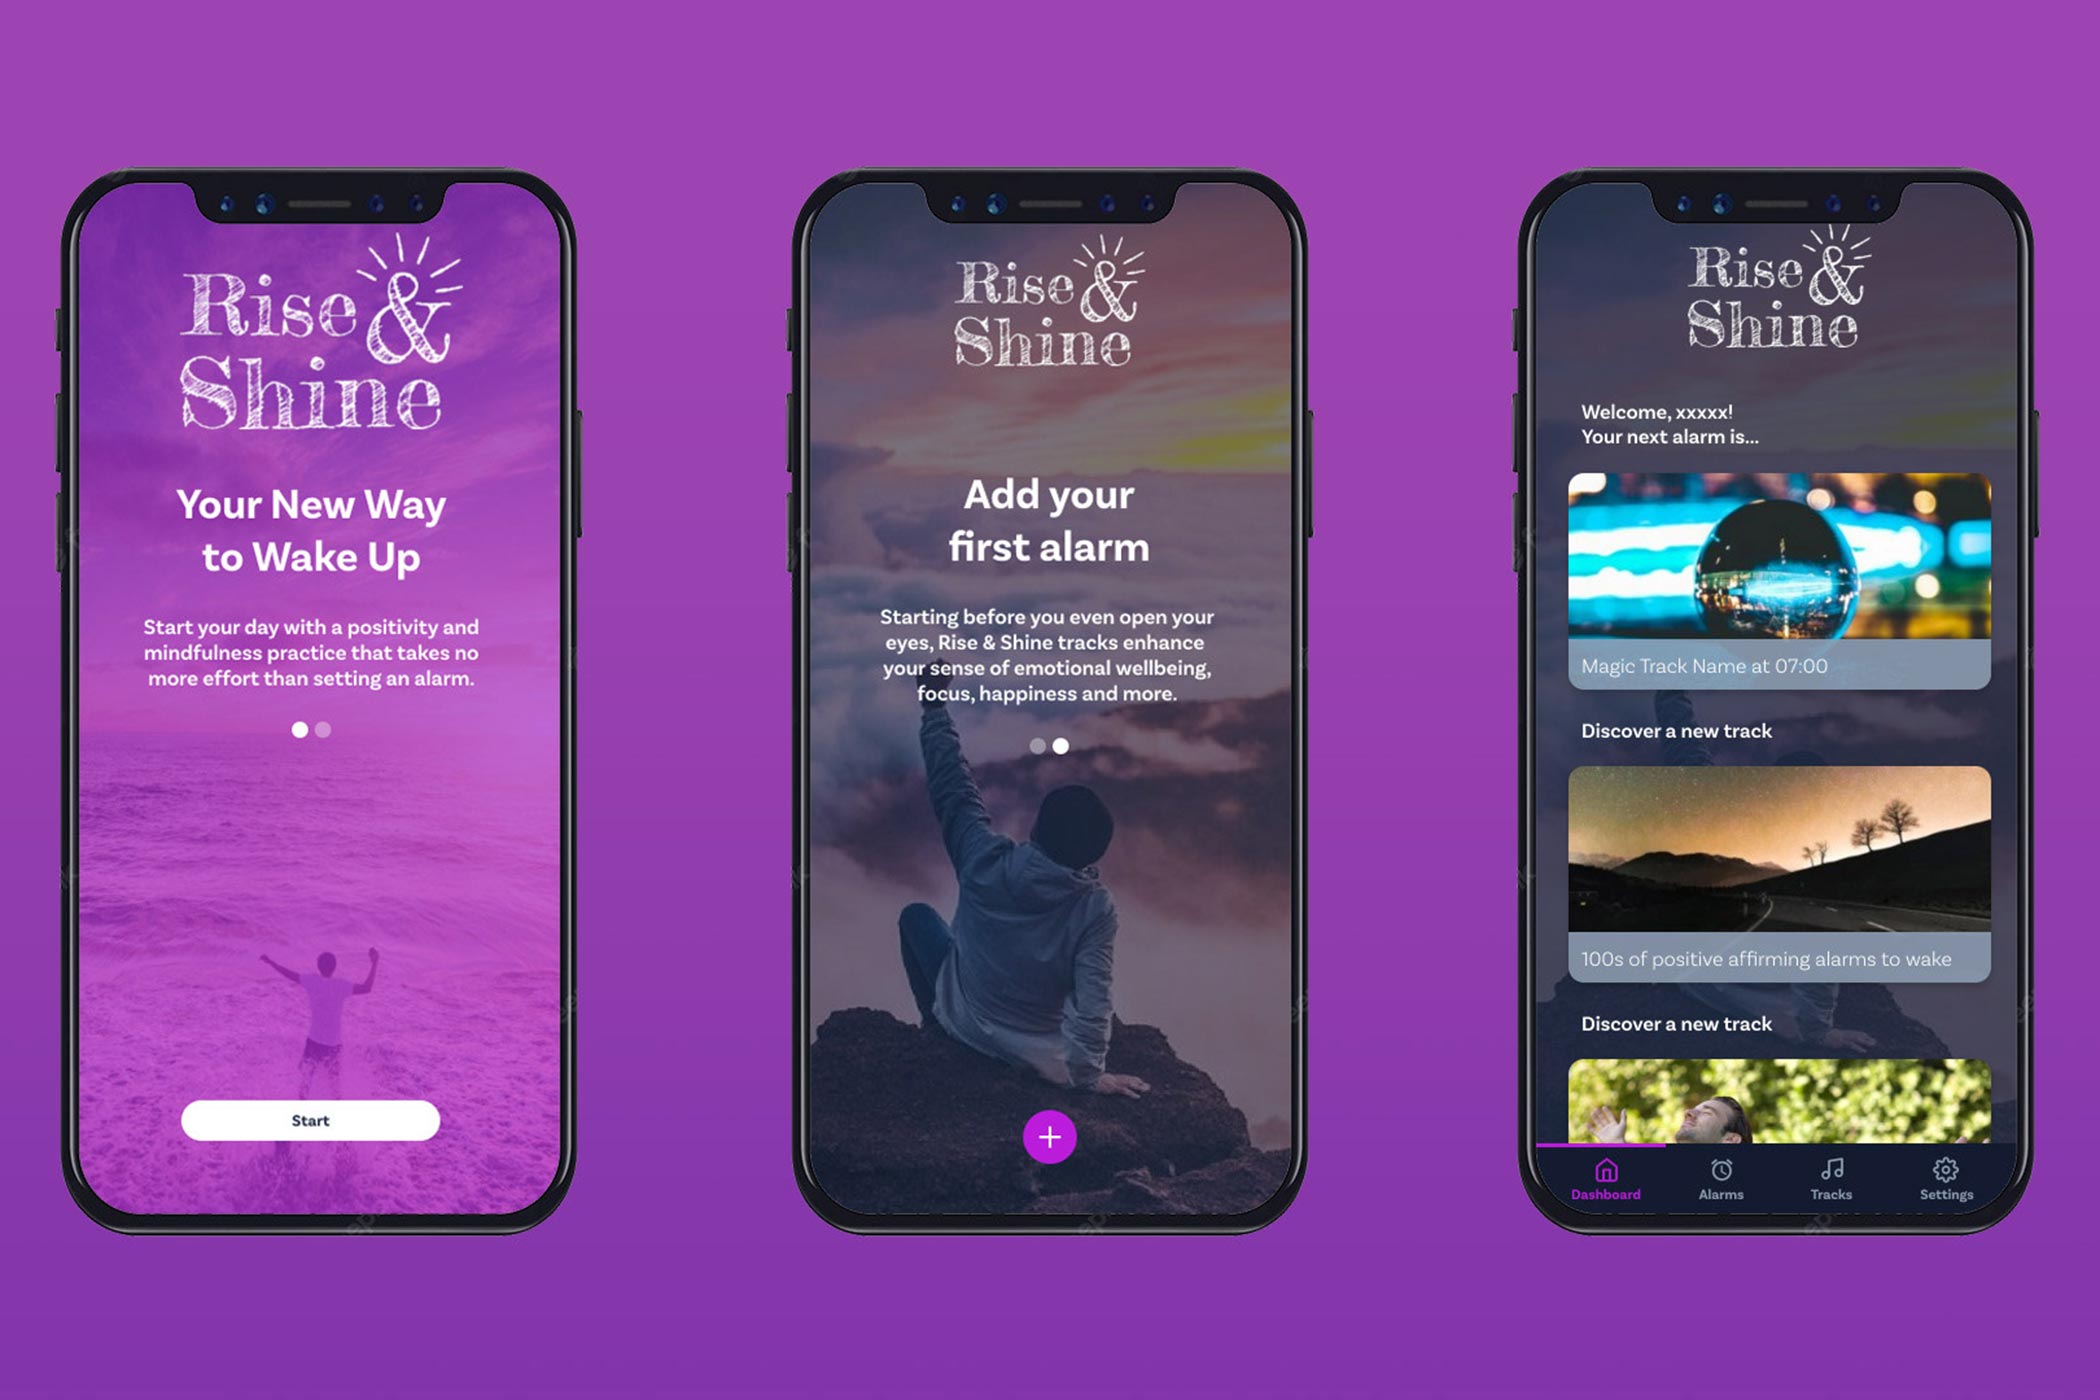 Rise &
Shine
Your New Way
to Wake Up
Start your day with a positivity and
mindfulness practice that takes no
more effort than setting an alarm.
Start
Rise &
Shine
Add your
first alarm
Starting before you even open your
eyes, Rise & Shine tracks enhance
your sense of emotional wellbeing,
focus, happiness and more.
Rise &
Shine
Welcome, xxxxx!
Your next alarm is...
Magic Track Name at 07:00
Discover a new track
100s of positive affirming alarms to wake
Discover a new track
Dashboard
Alarms
Tracks
Settings